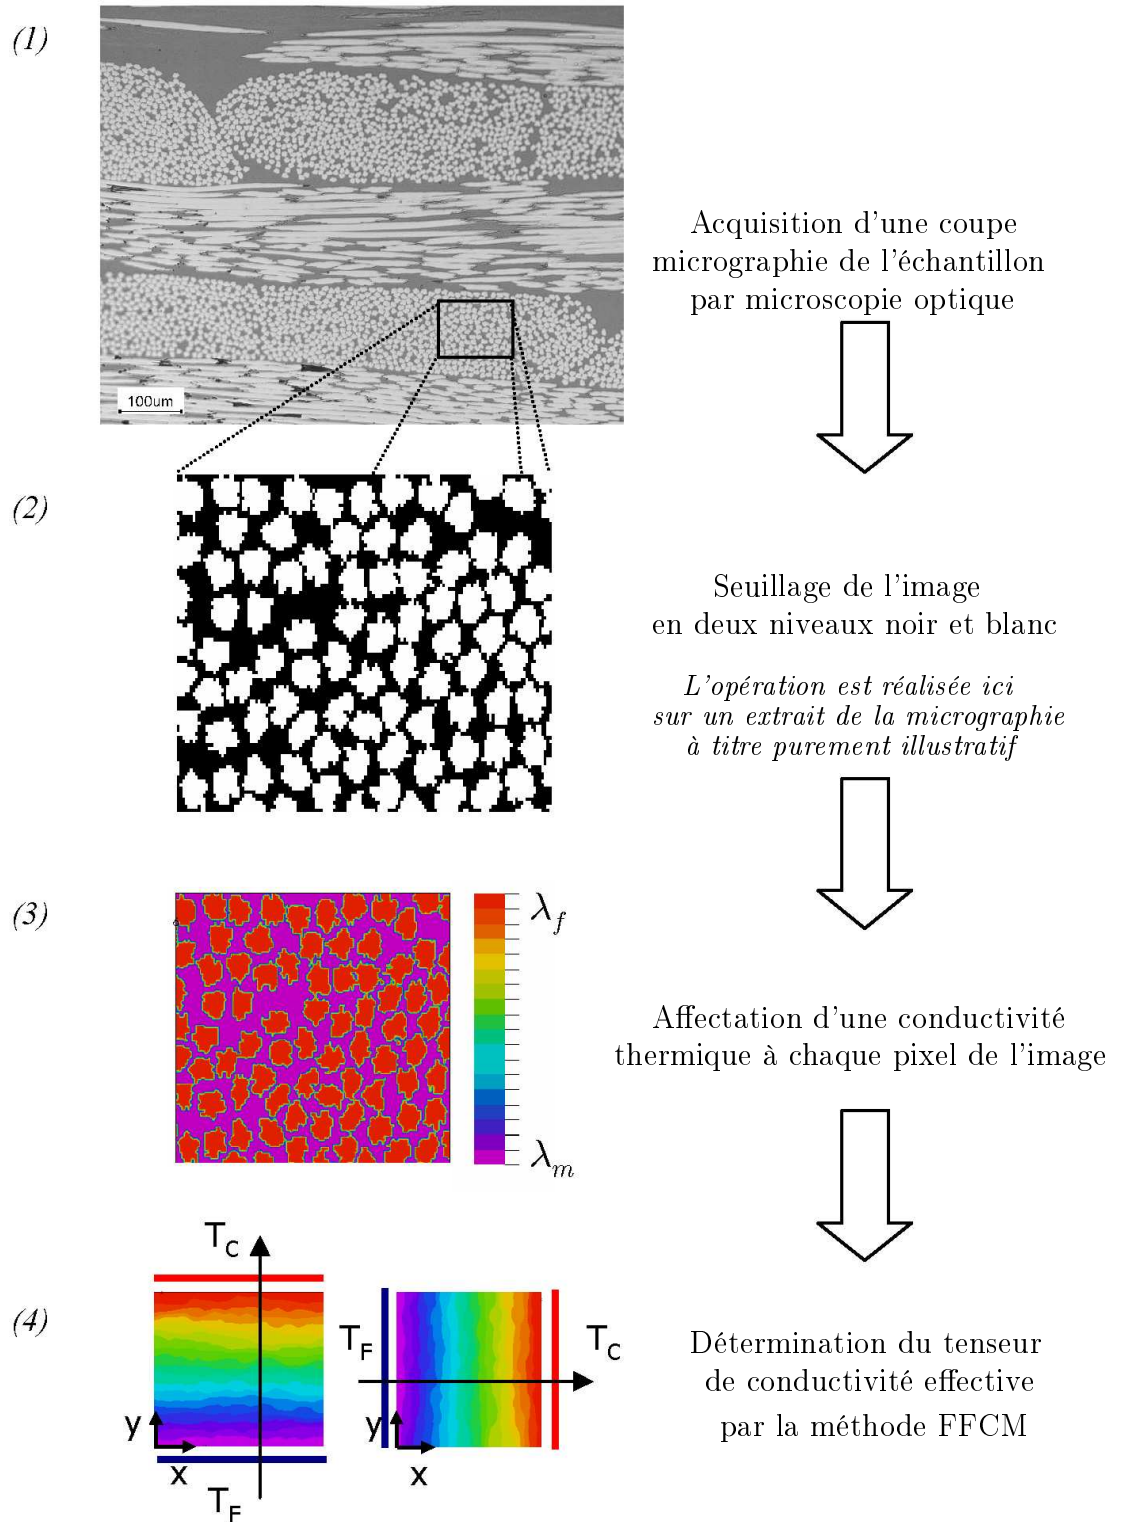 (1)
100um
Acquisition d'une coupe
micrographie de l'échantillon
par microscopie optique
(2)
Seuillage de l'image
en deux niveaux noir et blanc
L'opération est réalisée ici
sur un extrait de la micrographie
à titre purement illustratif
(3)
λf
λm
Affectation d'une conductivité
thermique à chaque pixel de l'image
(4)
TC
y
x
TF
TF
TC
y
x
Détermination du tenseur
de conductivité effective
par la méthode FFCM